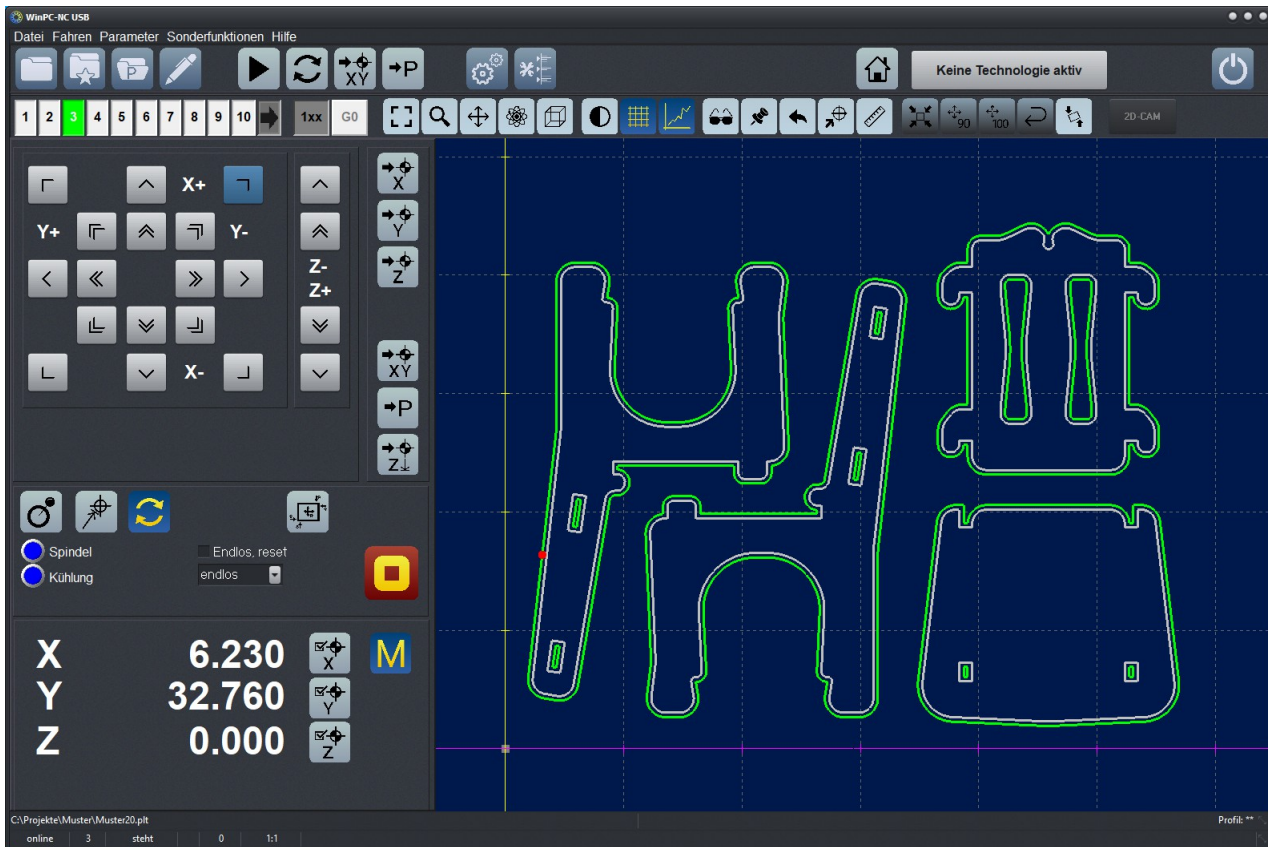 WinPC-NC USB
Datei Fahren Parameter Sonderfunktionen Hilfe
P XY →P Keine Technologie aktiv
1 2 3 4 5 6 7 8 9 10 1xx G0 90 100 2D-CAM
X+ X
Y+ Y- Y
Z- Z
Z+
X- XY
→P
Z
Spindel Endlos, reset
Kühlung endlos
X 6.230 X M
Y 32.760 Y
Z 0.000 Z
C:\Projekte\Muster\Muster20.plt Profil: **
online 3 steht 0 1:1